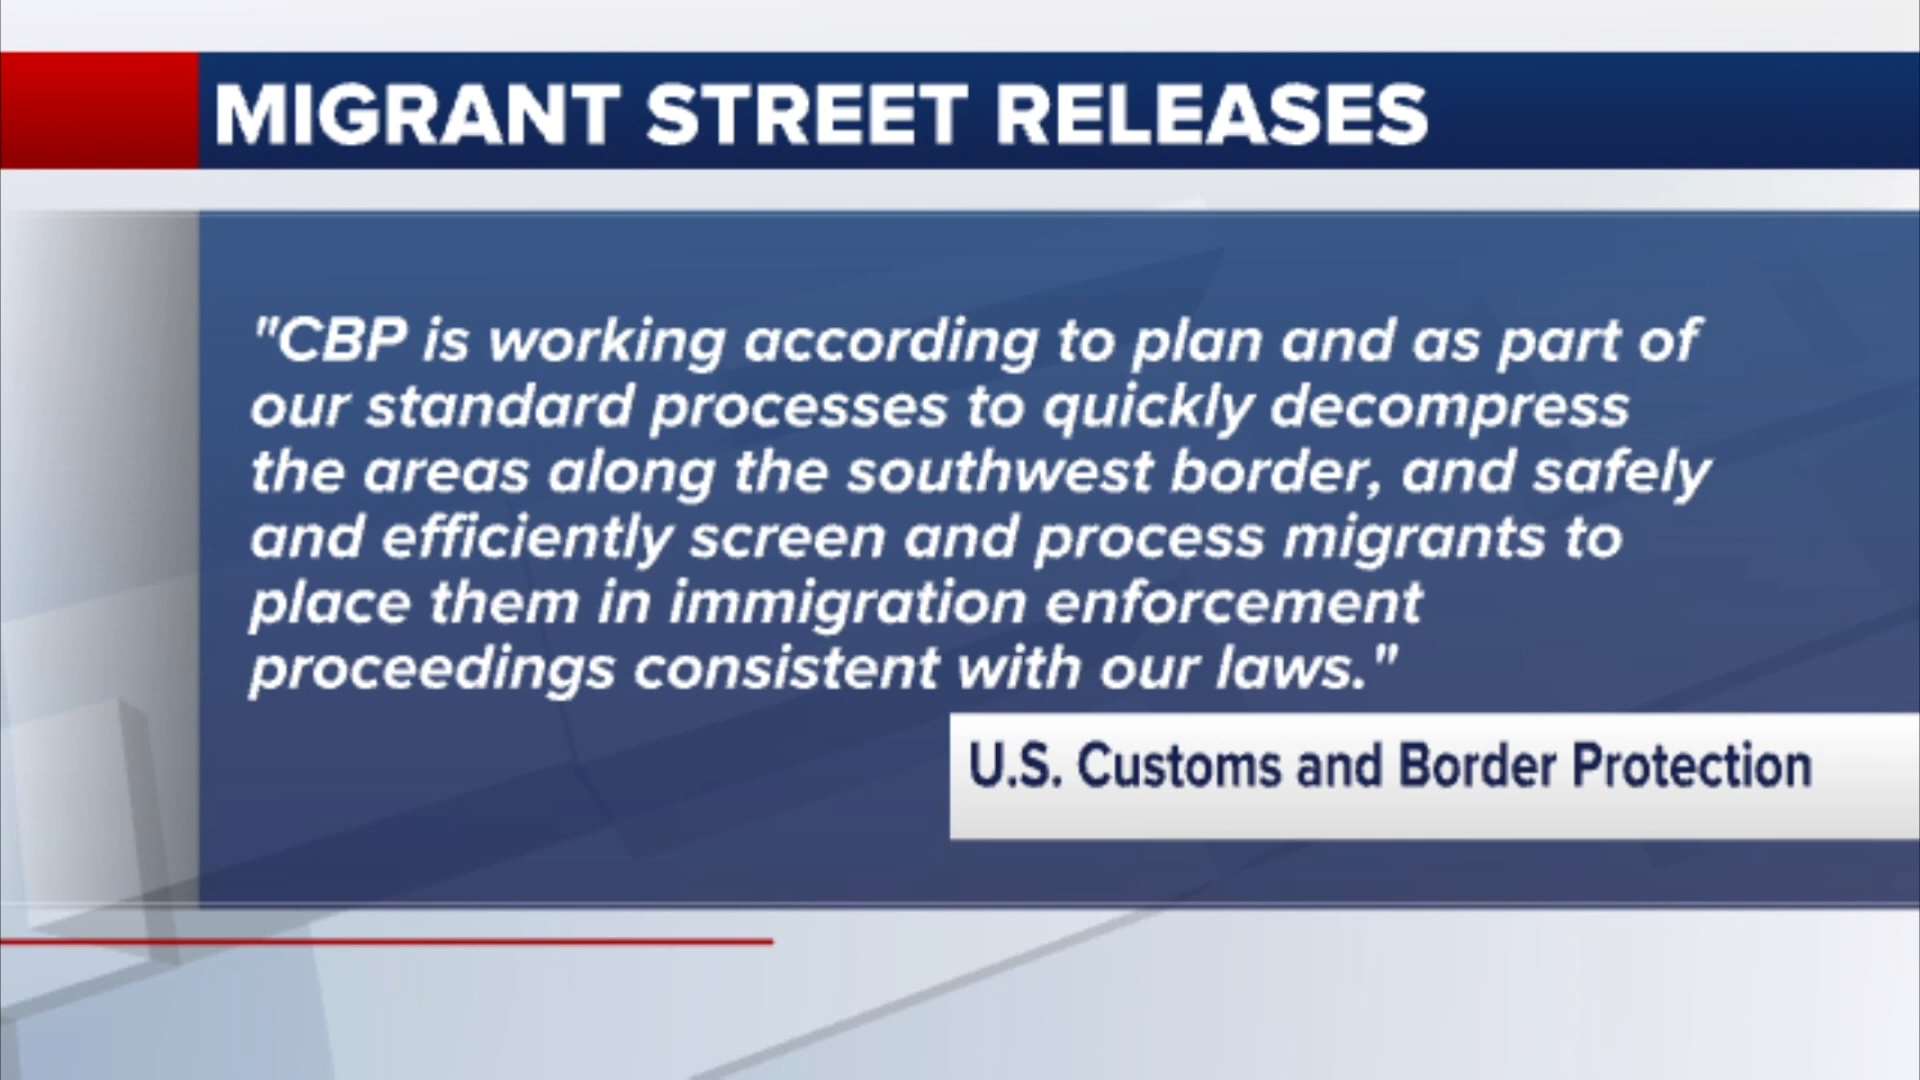 MIGRANT STREET RELEASES
"CBP is working according to plan and as part of
our standard processes to quickly decompress
the areas along the southwest border, and safely
and efficiently screen and process migrants to
place them in immigration enforcement
proceedings consistent with our laws."
U.S. Customs and Border Protection